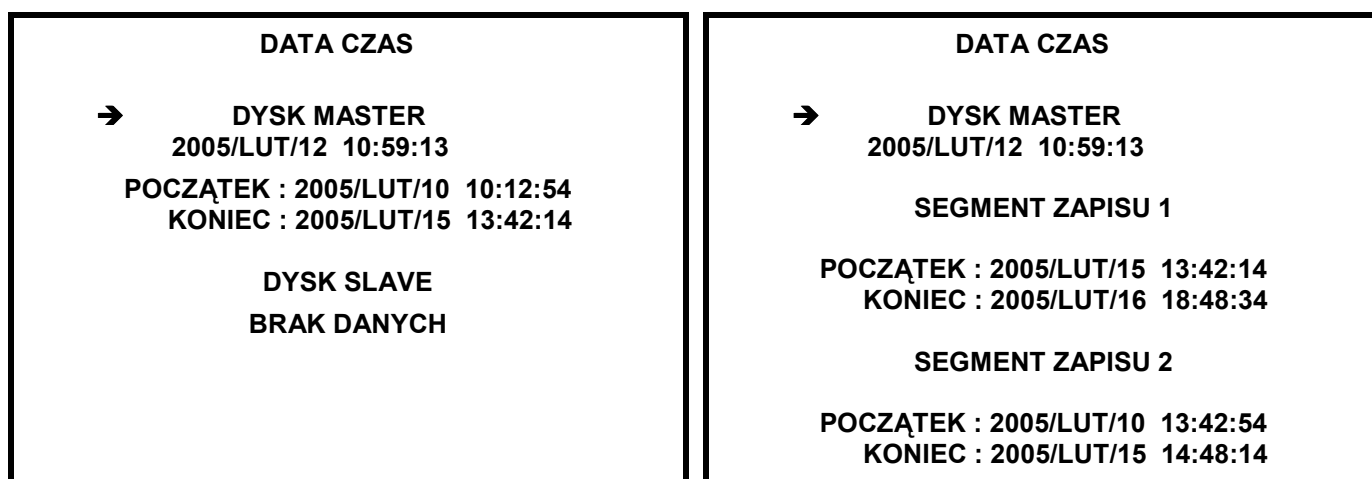 DATA CZAS
➔ DYSK MASTER
2005/LUT/12 10:59:13
POCZĄTEK : 2005/LUT/10 10:12:54
KONIEC : 2005/LUT/15 13:42:14
DYSK SLAVE
BRAK DANYCH
DATA CZAS
➔ DYSK MASTER
2005/LUT/12 10:59:13
SEGMENT ZAPISU 1
POCZĄTEK : 2005/LUT/15 13:42:14
KONIEC : 2005/LUT/16 18:48:34
SEGMENT ZAPISU 2
POCZĄTEK : 2005/LUT/10 13:42:54
KONIEC : 2005/LUT/15 14:48:14